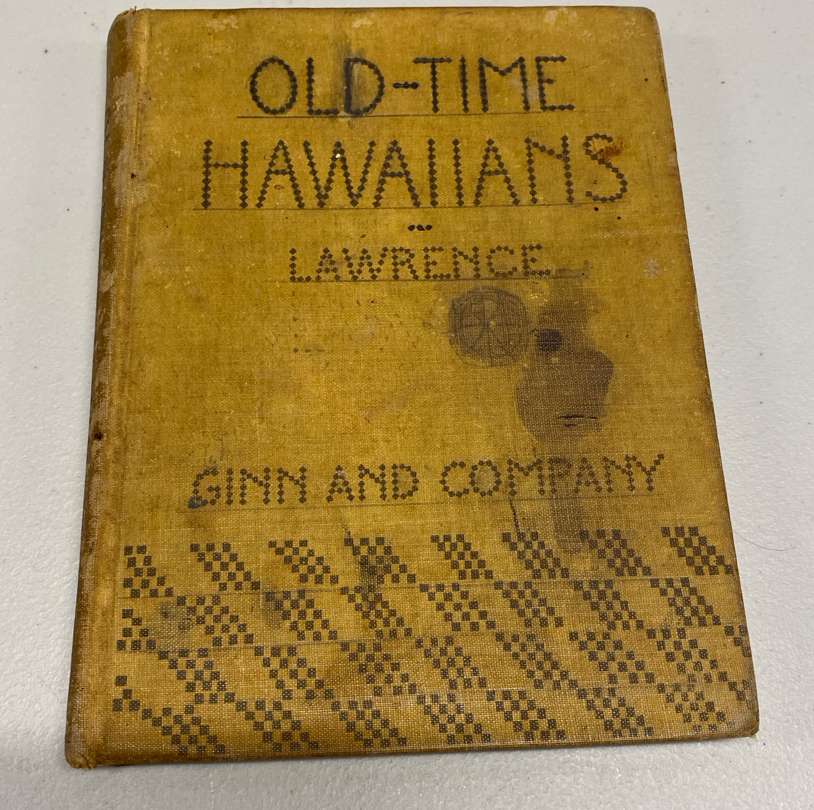 OLD-TIME
HAWAIIANS
LAWRENCE
GINN AND COMPANY